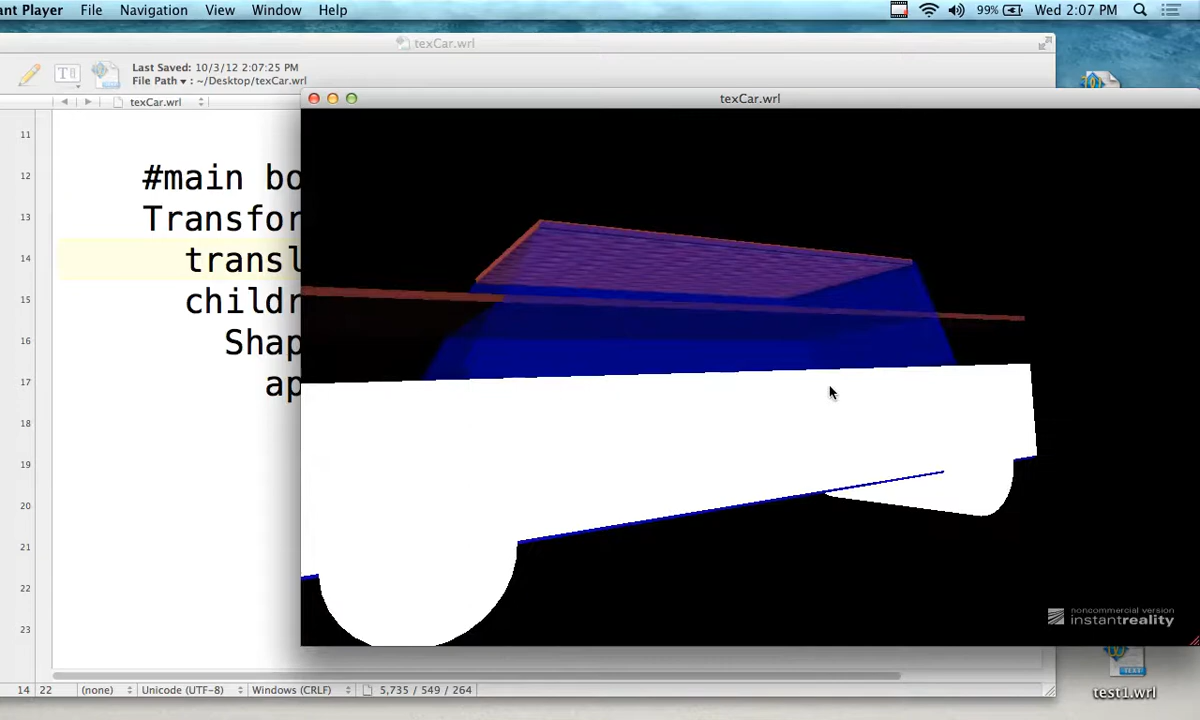 ant Player File Navigation View Window Help 99% Wed 2:07 PM
texCar.wrl
Last Saved: 10/3/12 2:07:25 PM
File Path ▾ : ~/Desktop/texCar.wrl
texCar.wrl
texCar.wrl
11
12 #main bo
13 Transfor
14 transl
15 childr
16 Shap
17 ap
18
19
20
21
22
23
noncommercial version
instantreality
test1.wrl
14 22 (none) Unicode (UTF-8) Windows (CRLF) 5,735 / 549 / 264